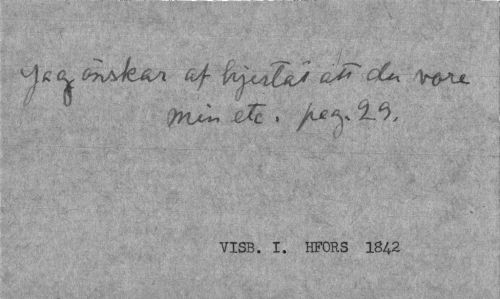 Jag önskar af hjertat att du vore
min etc. pag. 29.
VISB. I. HFORS 1842